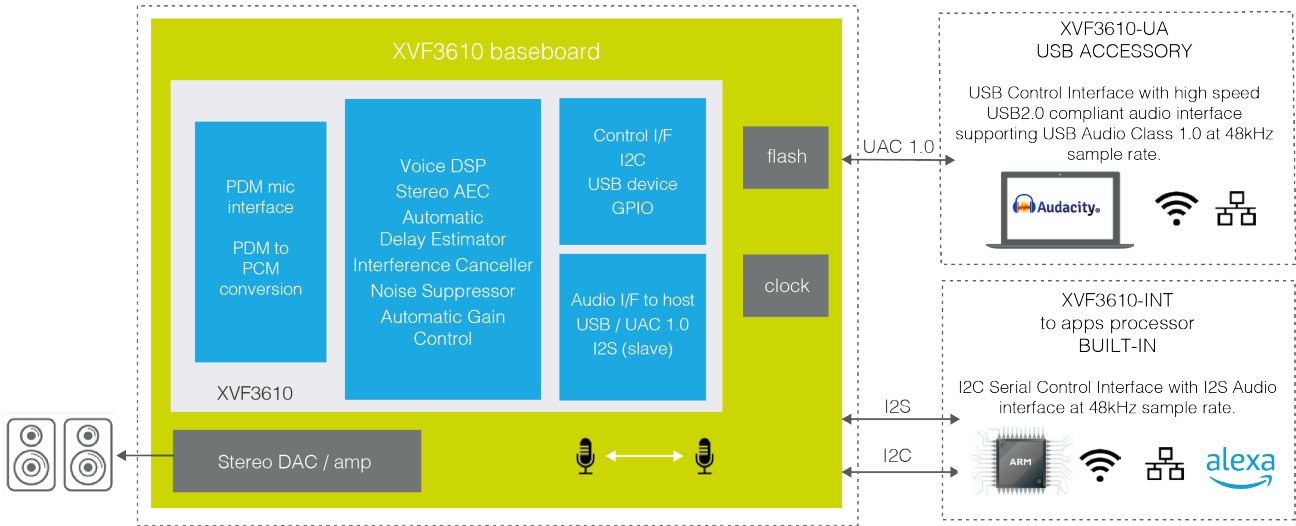 XVF3610 baseboard
PDM mic
interface
PDM to
PCM
conversion
Voice DSP
Stereo AEC
Automatic
Delay Estimator
Interference Canceller
Noise Suppressor
Automatic Gain
Control
Control I/F
I2C
USB device
GPIO
Audio I/F to host
USB / UAC 1.0
I2S (slave)
XVF3610
flash
clock
Stereo DAC / amp
UAC 1.0
I2S
I2C
XVF3610-UA
USB ACCESSORY
USB Control Interface with high speed
USB2.0 compliant audio interface
supporting USB Audio Class 1.0 at 48kHz
sample rate.
Audacity®
XVF3610-INT
to apps processor
BUILT-IN
I2C Serial Control Interface with I2S Audio
interface at 48kHz sample rate.
ARM
alexa